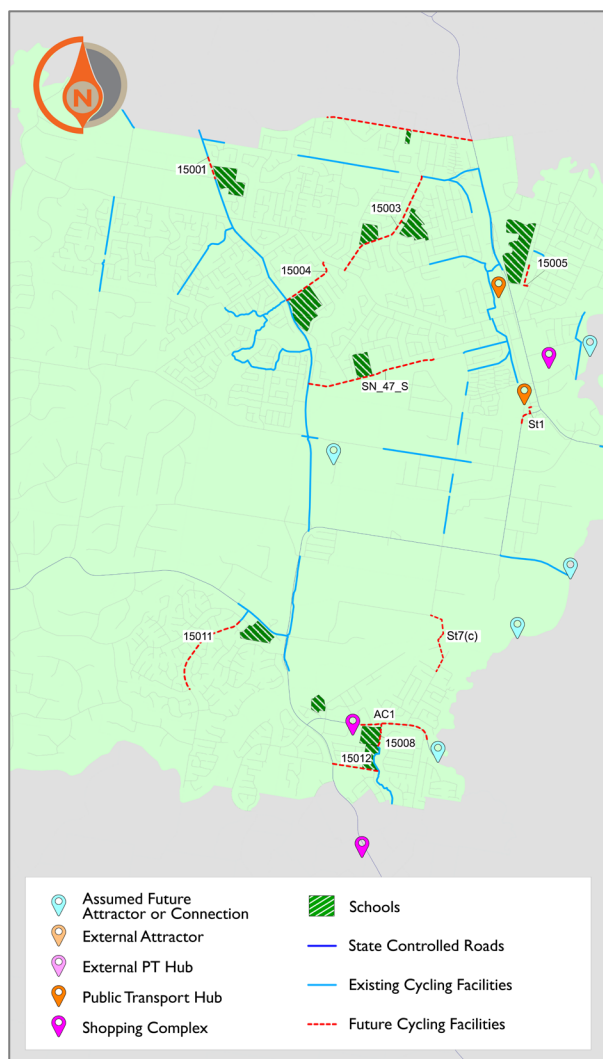 N
15001
15003
15004
15005
SN_47_S
St1
15011
St7(c)
AC1
15008
15012
Assumed Future
Attractor or Connection
External Attractor
External PT Hub
Public Transport Hub
Shopping Complex
Schools
State Controlled Roads
Existing Cycling Facilities
Future Cycling Facilities